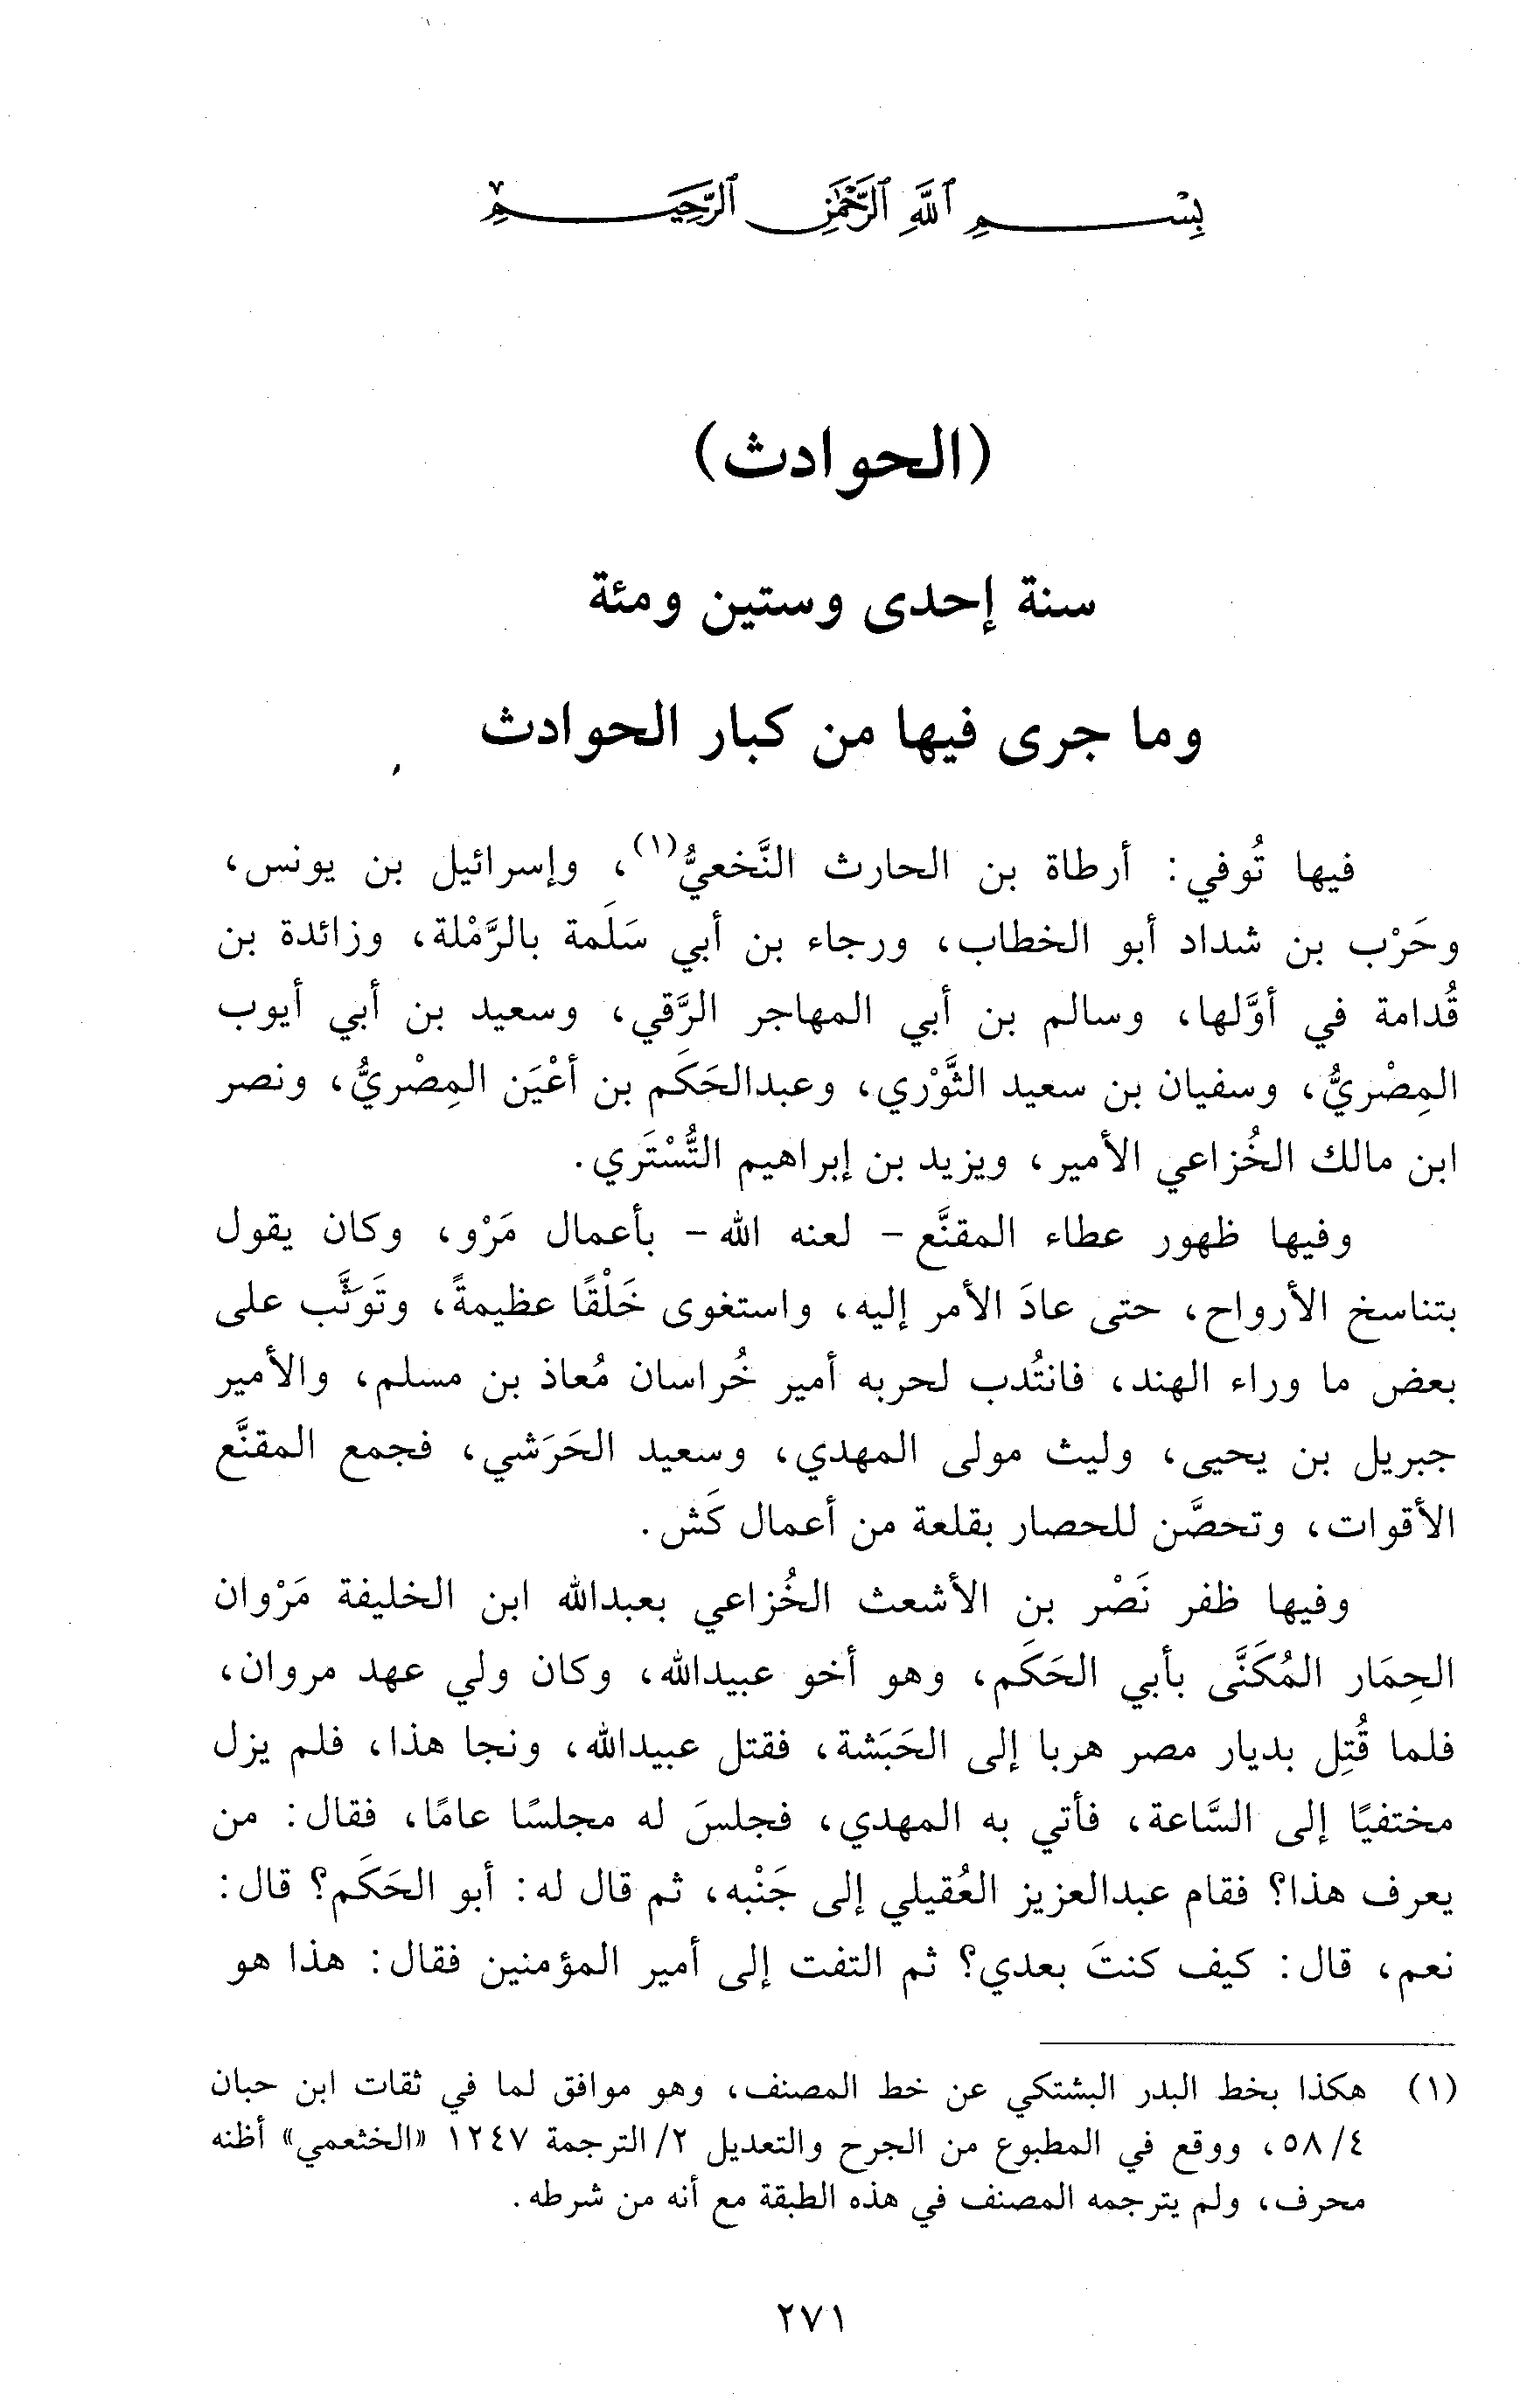 بِسْمِ ٱللَّهِ ٱلرَّحْمَٰنِ ٱلرَّحِيمِ
(الحوادث)
سنة إحدى وستين ومئة
وما جرى فيها من كبار الحوادث
فيها تُوفي: أرطاة بن الحارث النَّخعيُّ(١)، وإسرائيل بن يونس،
وحَرْب بن شداد أبو الخطاب، ورجاء بن أبي سَلَمة بالرَّمْلة، وزائدة بن
قُدامة في أوَّلها، وسالم بن أبي المهاجر الرَّقي، وسعيد بن أبي أيوب
المِصْريُّ، وسفيان بن سعيد الثَّوْري، وعبدالحَكَم بن أعْيَن المِصْريُّ، ونصر
ابن مالك الخُزاعي الأمير، ويزيد بن إبراهيم التُّسْتَري.
وفيها ظهور عطاء المقنَّع - لعنه الله - بأعمال مَرْو، وكان يقول
بتناسخ الأرواح، حتى عادَ الأمر إليه، واستغوى خَلْقًا عظيمةً، وتَوَثَّب على
بعض ما وراء الهند، فانتُدب لحربه أمير خُراسان مُعاذ بن مسلم، والأمير
جبريل بن يحيى، وليث مولى المهدي، وسعيد الحَرَشي، فجمع المقنَّع
الأقوات، وتحصَّن للحصار بقلعة من أعمال كَش.
وفيها ظفر نَصْر بن الأشعث الخُزاعي بعبدالله ابن الخليفة مَرْوان
الحِمَار المُكَنَّى بأبي الحَكَم، وهو أخو عبيدالله، وكان ولي عهد مروان،
فلما قُتِل بديار مصر هربا إلى الحَبَشة، فقتل عبيدالله، ونجا هذا، فلم يزل
مختفيًا إلى السَّاعة، فأتي به المهدي، فجلسَ له مجلسًا عامًا، فقال: من
يعرف هذا؟ فقام عبدالعزيز العُقيلي إلى جَنْبه، ثم قال له: أبو الحَكَم؟ قال:
نعم، قال: كيف كنتَ بعدي؟ ثم التفت إلى أمير المؤمنين فقال: هذا هو
(١) هكذا بخط البدر البشتكي عن خط المصنف، وهو موافق لما في ثقات ابن حبان
٤/ ٥٨، ووقع في المطبوع من الجرح والتعديل ٢/ الترجمة ١٢٤٧ «الخثعمي» أظنه
محرف، ولم يترجمه المصنف في هذه الطبقة مع أنه من شرطه.
٢٧١